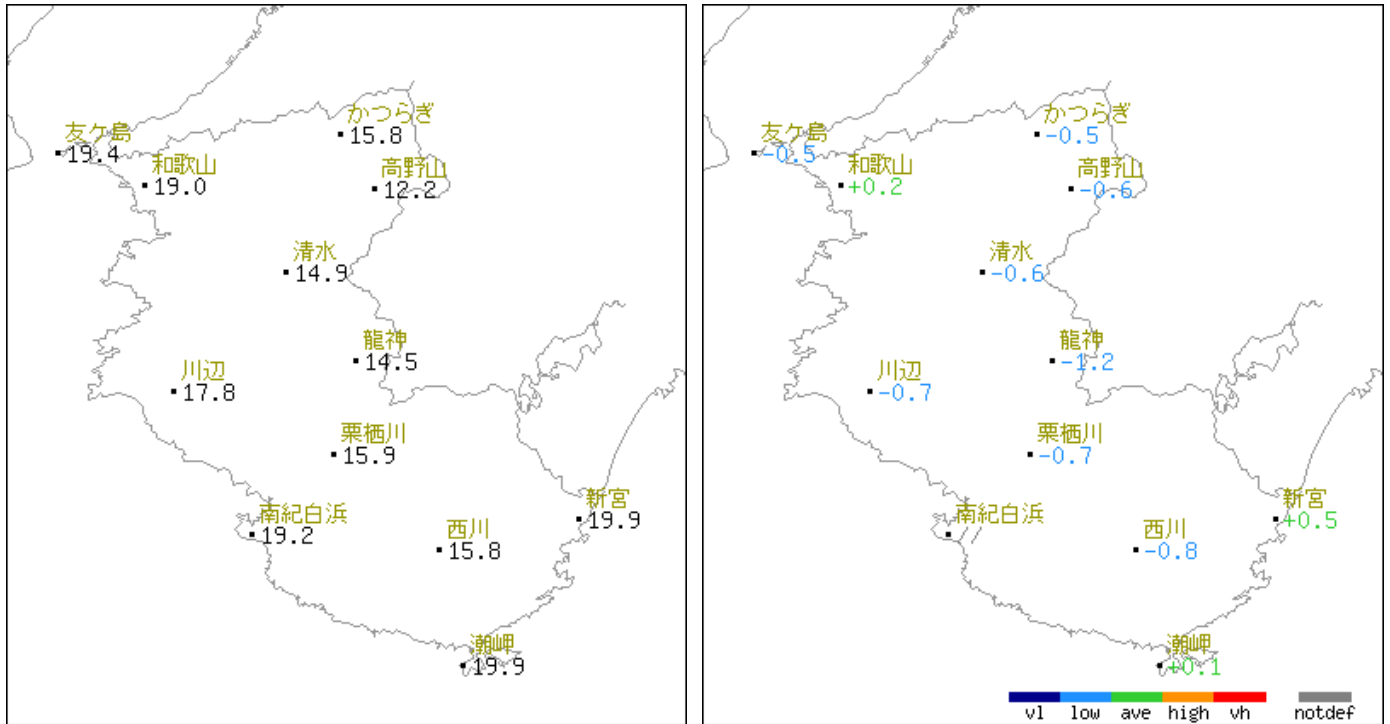 かつらぎ
15.8
友ケ島
19.4
和歌山
19.0
高野山
12.2
清水
14.9
龍神
14.5
川辺
17.8
栗栖川
15.9
新宮
19.9
南紀白浜
19.2
西川
15.8
潮岬
19.9
かつらぎ
-0.5
友ケ島
-0.5
和歌山
+0.2
高野山
-0.6
清水
-0.6
龍神
-1.2
川辺
-0.7
栗栖川
-0.7
新宮
+0.5
南紀白浜
//
西川
-0.8
潮岬
+0.1
vl low ave high vh notdef